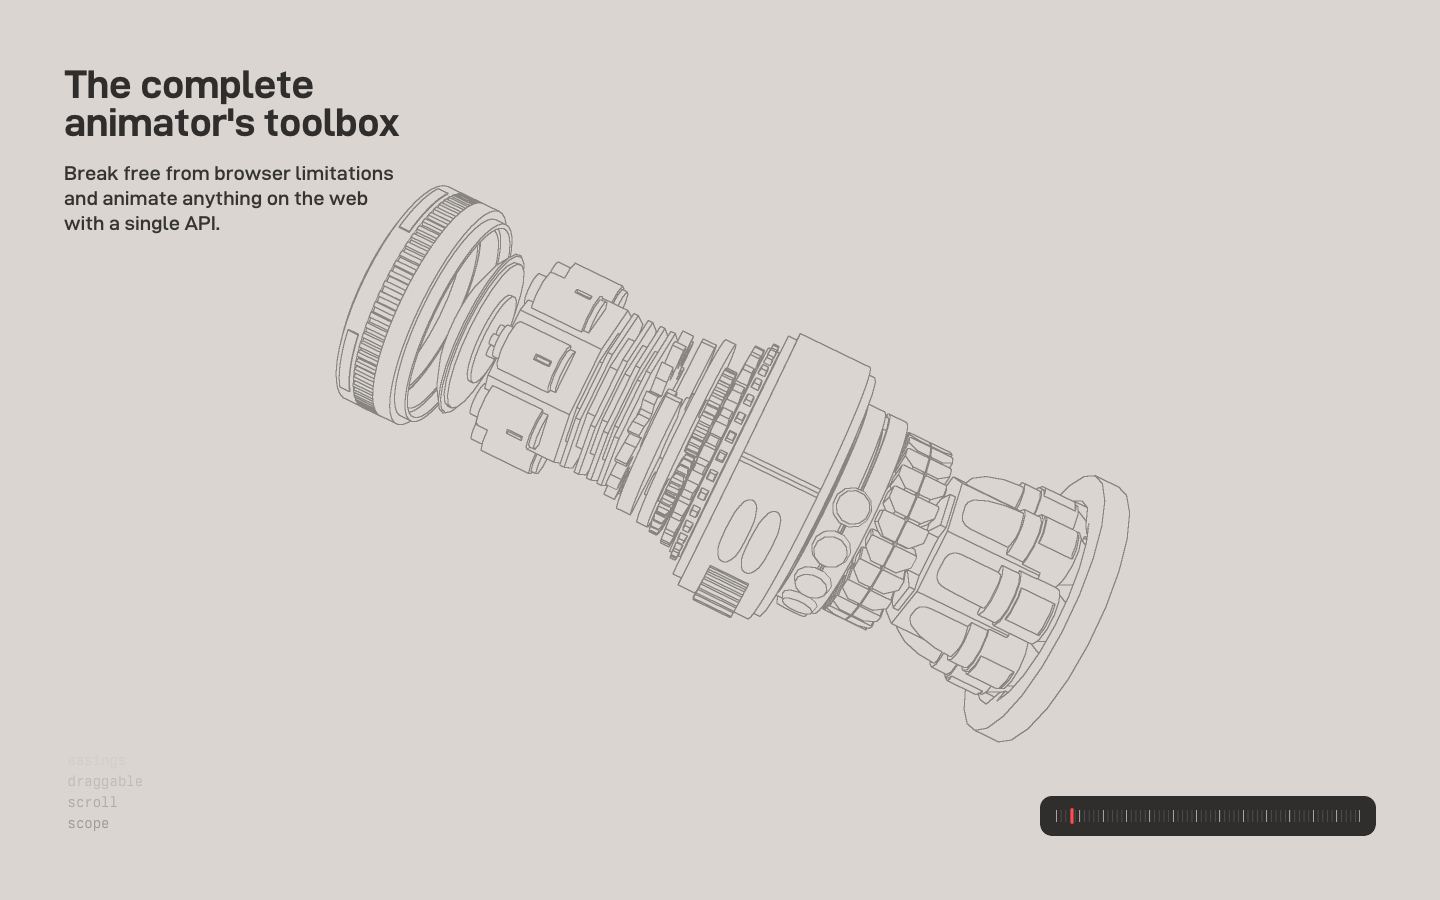 The complete
animator's toolbox
Break free from browser limitations
and animate anything on the web
with a single API.
easings
draggable
scroll
scope